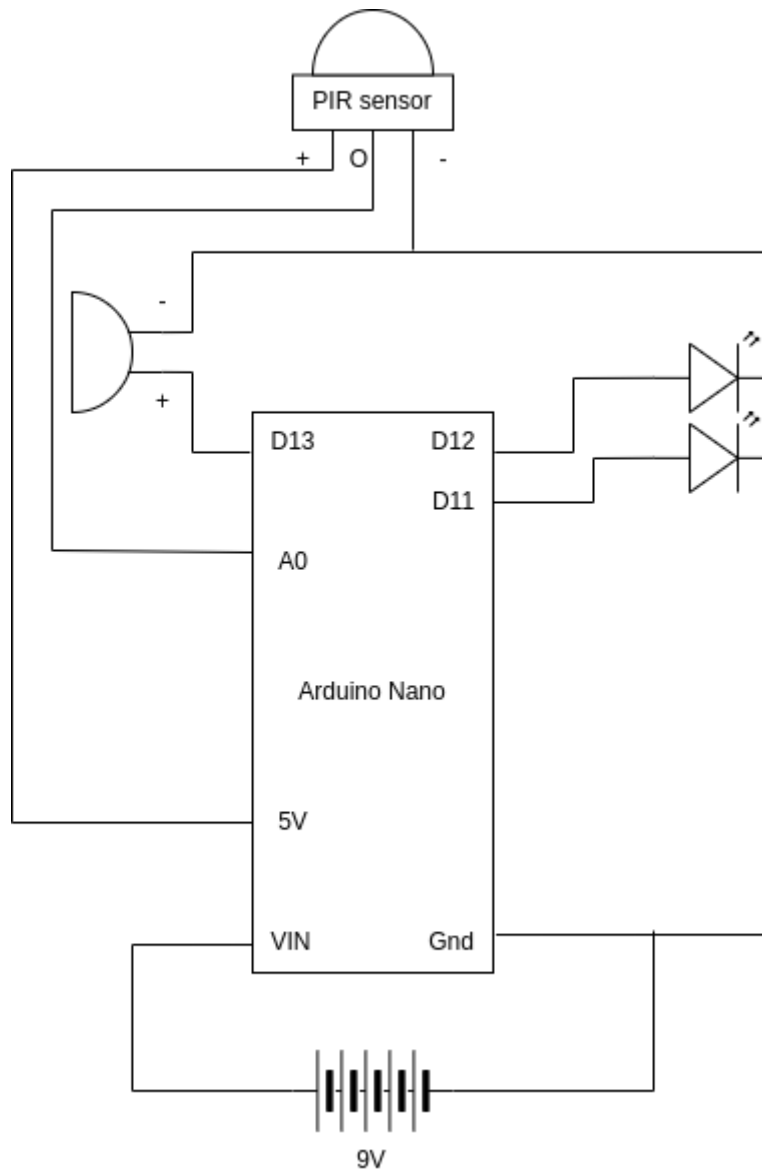 PIR sensor
+ O -
-
+
D13 D12
D11
A0
Arduino Nano
5V
VIN Gnd
9V